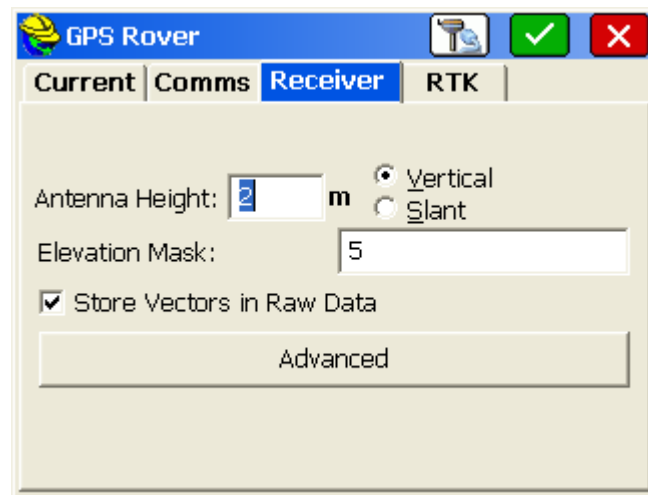 GPS Rover
Current Comms Receiver RTK
Antenna Height: 2 m Vertical
Slant
Elevation Mask: 5
Store Vectors in Raw Data
Advanced